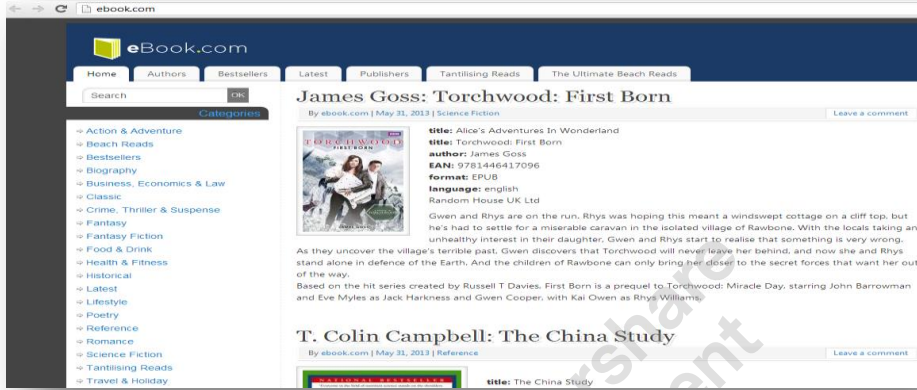 ebook.com
eBook.com
Home Authors Bestsellers Latest Publishers Tantilising Reads The Ultimate Beach Reads
Search OK
Categories
Action & Adventure
Beach Reads
Bestsellers
Biography
Business, Economics & Law
Classic
Crime, Thriller & Suspense
Fantasy
Fantasy Fiction
Food & Drink
Health & Fitness
Historical
Latest
Lifestyle
Poetry
Reference
Romance
Science Fiction
Tantilising Reads
Travel & Holiday
James Goss: Torchwood: First Born
By ebook.com | May 31, 2013 | Science Fiction Leave a comment
TORCHWOOD
FIRST BORN
title: Alice's Adventures In Wonderland
title: Torchwood: First Born
author: James Goss
EAN: 9781446417096
format: EPUB
language: english
Random House UK Ltd
Gwen and Rhys are on the run. Rhys was hoping this meant a windswept cottage on a cliff top, but
he's had to settle for a miserable caravan in the isolated village of Rawbone. With the locals taking an
unhealthy interest in their daughter, Gwen and Rhys start to realise that something is very wrong.
As they uncover the village's terrible past, Gwen discovers that Torchwood will never leave her behind, and now she and Rhys
stand alone in defence of the Earth. And the children of Rawbone can only bring her closer to the secret forces that want her out
of the way.
Based on the hit series created by Russell T Davies, First Born is a prequel to Torchwood: Miracle Day, starring John Barrowman
and Eve Myles as Jack Harkness and Gwen Cooper, with Kai Owen as Rhys Williams.
T. Colin Campbell: The China Study
By ebook.com | May 31, 2013 | Reference Leave a comment
NATIONAL BESTSELLER
title: The China Study